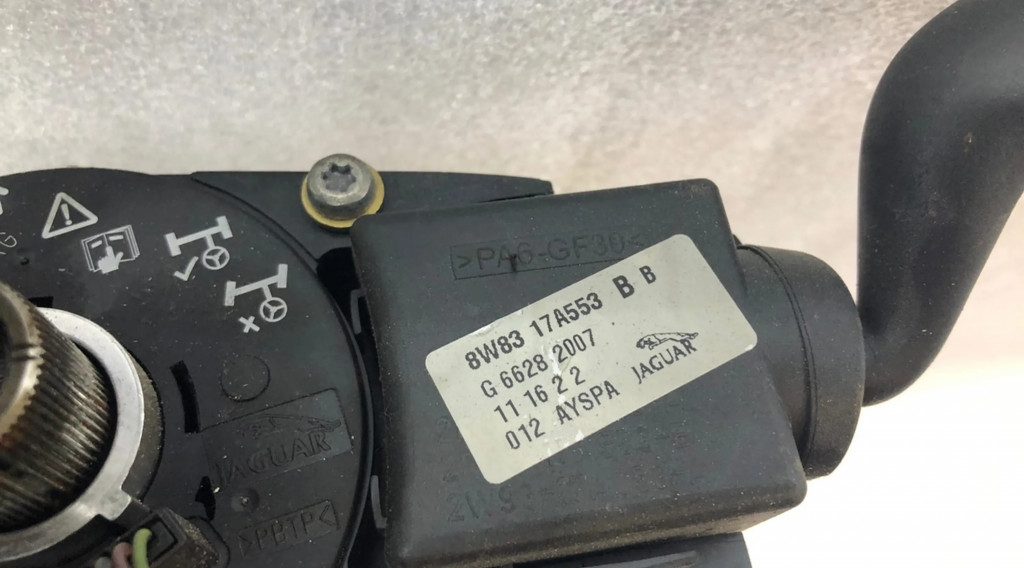 >PA6-GF30<
8W83 17A553 B B
G 6628 2007
11 16 2 2
012 AYSPA JAGUAR
JAGUAR
>PBTP<